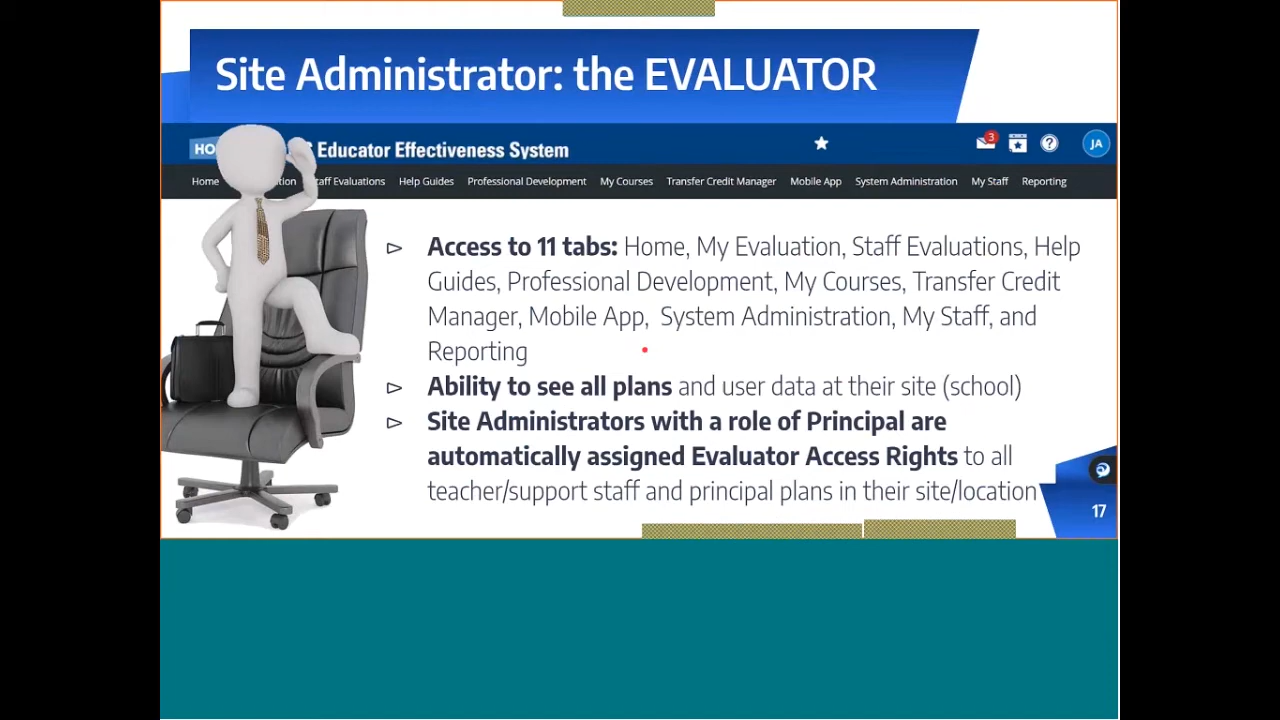 Site Administrator: the EVALUATOR
HO Educator Effectiveness System
3
JA
Home Staff Evaluations Help Guides Professional Development My Courses Transfer Credit Manager Mobile App System Administration My Staff Reporting
Access to 11 tabs: Home, My Evaluation, Staff Evaluations, Help
Guides, Professional Development, My Courses, Transfer Credit
Manager, Mobile App, System Administration, My Staff, and
Reporting
Ability to see all plans and user data at their site (school)
Site Administrators with a role of Principal are
automatically assigned Evaluator Access Rights to all
teacher/support staff and principal plans in their site/location
17